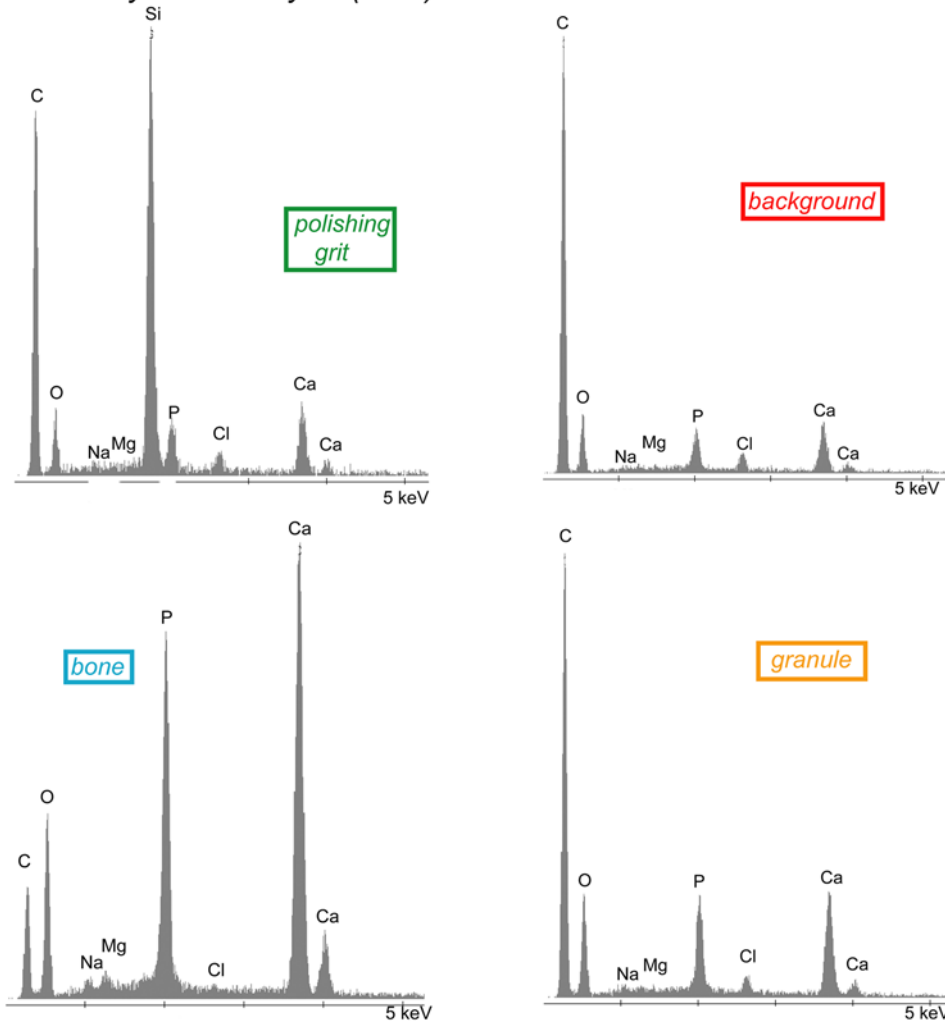 Si
C
O
Na
Mg
P
Cl
Ca
Ca
5 keV
polishing
grit
C
O
Na
Mg
P
Cl
Ca
Ca
5 keV
background
C
O
Na
Mg
P
Cl
Ca
Ca
5 keV
bone
C
O
Na
Mg
P
Cl
Ca
Ca
5 keV
granule